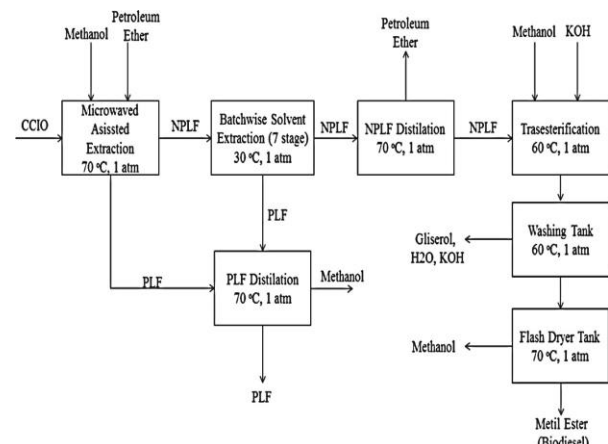 Petroleum
Ether
Methanol
Petroleum
Ether
Methanol
KOH
CCIO
Microwaved
Asissted
Extraction
70 ºC, 1 atm
NPLF
Batchwise Solvent
Extraction (7 stage)
30 ºC, 1 atm
NPLF
NPLF Distilation
70 ºC, 1 atm
NPLF
Trasesterification
60 ºC, 1 atm
PLF
Gliserol,
H2O, KOH
Washing Tank
60 ºC, 1 atm
PLF
PLF Distilation
70 ºC, 1 atm
Methanol
Methanol
Flash Dryer Tank
70 ºC, 1 atm
PLF
Metil Ester
(Biodiesel)